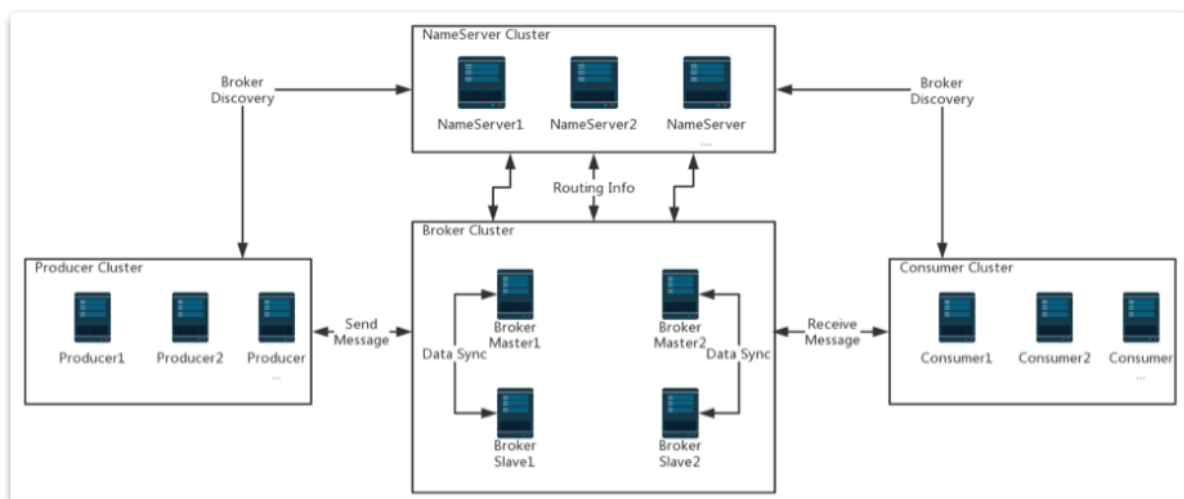 NameServer Cluster
NameServer1
NameServer2
NameServer
....
Broker
Discovery
Broker
Discovery
Routing Info
Producer Cluster
Producer1
Producer2
Producer
...
Send
Message
Broker Cluster
Broker
Master1
Broker
Master2
Data Sync
Data Sync
Broker
Slave1
Broker
Slave2
Receive
Message
Consumer Cluster
Consumer1
Consumer2
Consumer
...